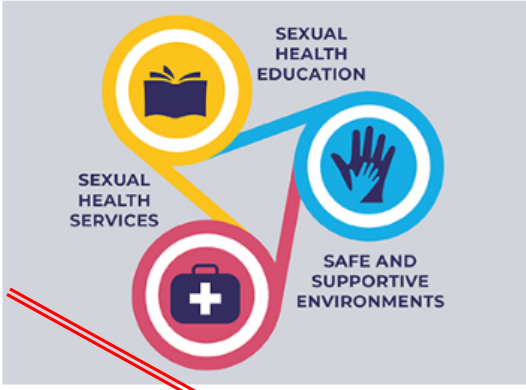 SEXUAL
HEALTH
EDUCATION
SEXUAL
HEALTH
SERVICES
SAFE AND
SUPPORTIVE
ENVIRONMENTS